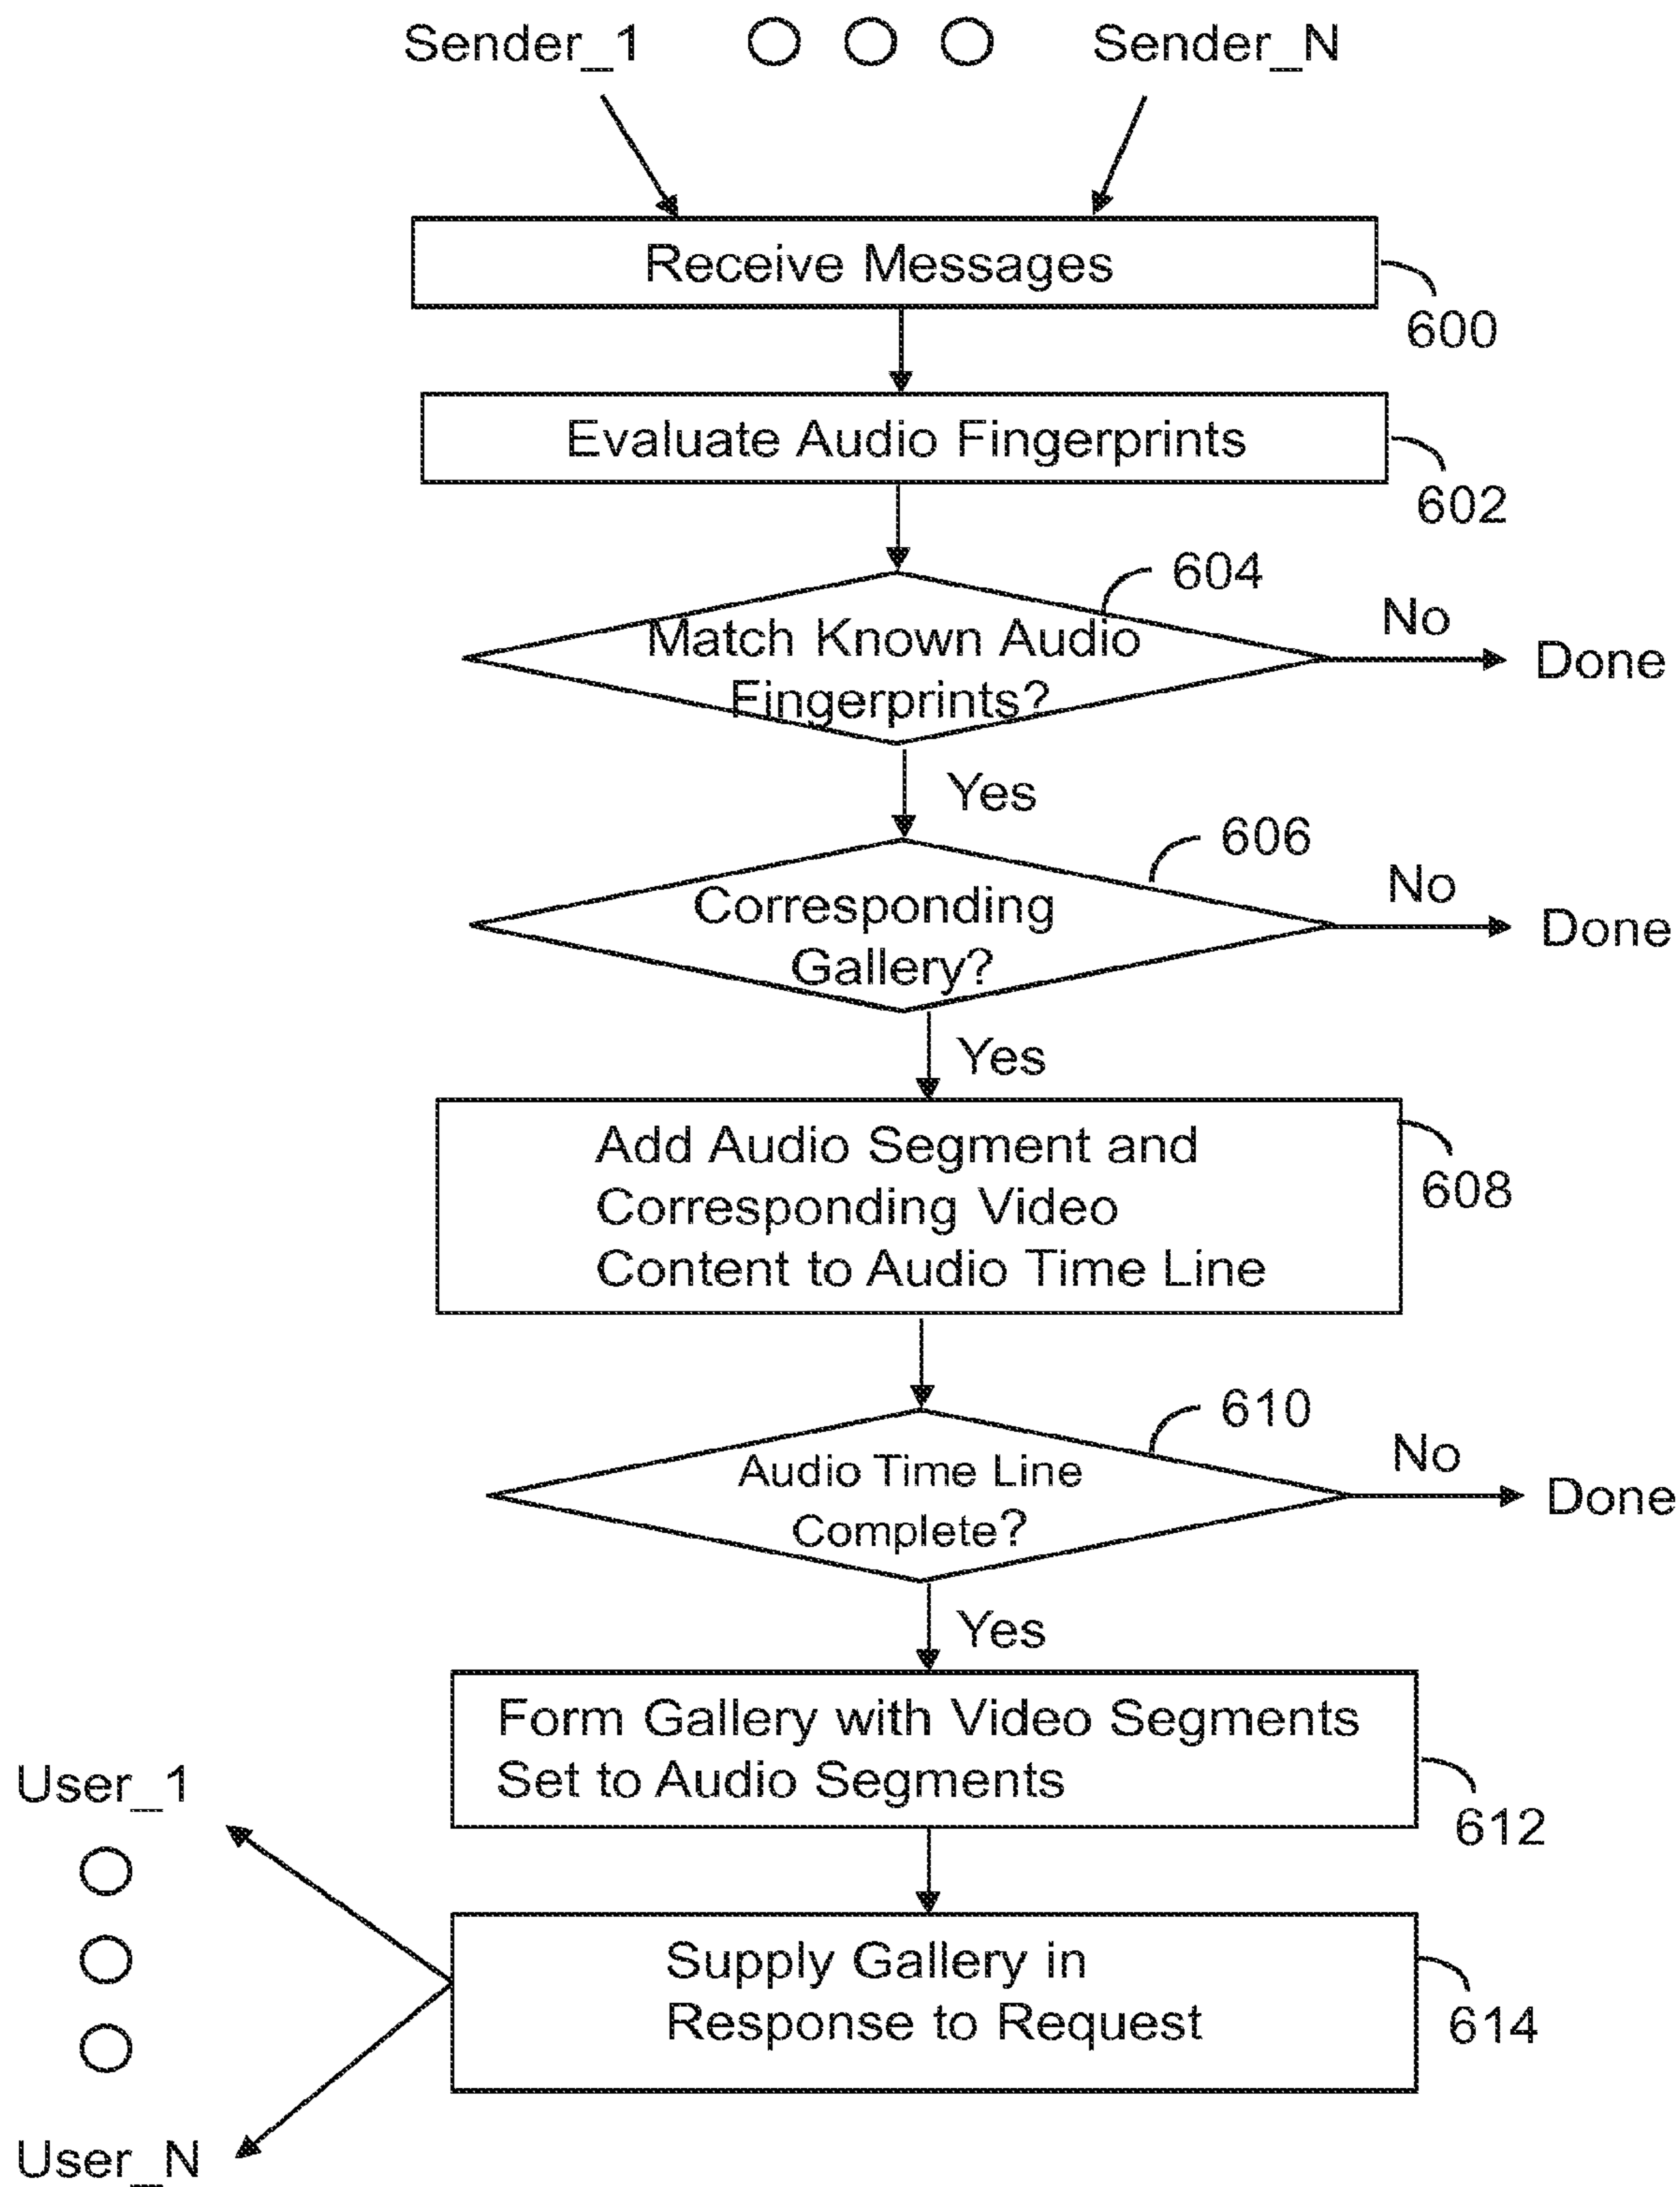 Sender_1 Sender_N
Receive Messages
600
Evaluate Audio Fingerprints
602
604
Match Known Audio
Fingerprints?
No
Done
Yes
606
Corresponding
Gallery?
No
Done
Yes
Add Audio Segment and
Corresponding Video
Content to Audio Time Line
608
610
Audio Time Line
Complete?
No
Done
Yes
Form Gallery with Video Segments
Set to Audio Segments
612
User_1
Supply Gallery in
Response to Request
614
User_N